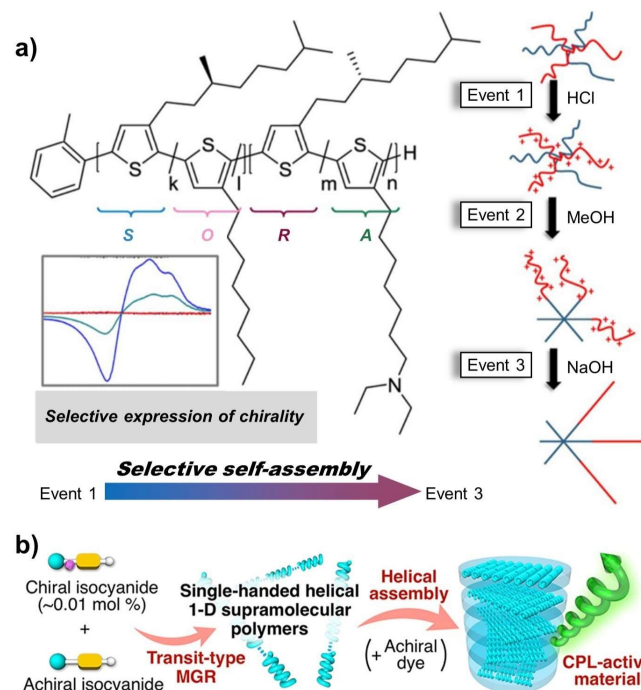 a)
Event 1
HCl
Event 2
MeOH
Event 3
NaOH
S
S
S
S
H
k
l
m
n
S
O
R
A
N
Selective expression of chirality
Selective self-assembly
Event 1
Event 3
b)
Chiral isocyanide
(~0.01 mol %)
+
Achiral isocyanide
Transit-type
MGR
Single-handed helical
1-D supramolecular
polymers
Helical
assembly
(+ Achiral
dye)
CPL-active
material